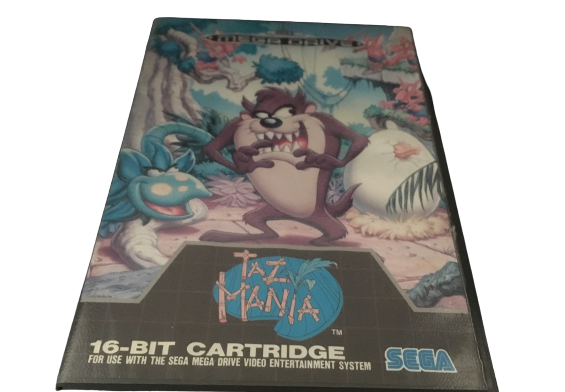 MEGA DRIVE
TAZ
MANIA
TM
16-BIT CARTRIDGE
FOR USE WITH THE SEGA MEGA DRIVE VIDEO ENTERTAINMENT SYSTEM
SEGA